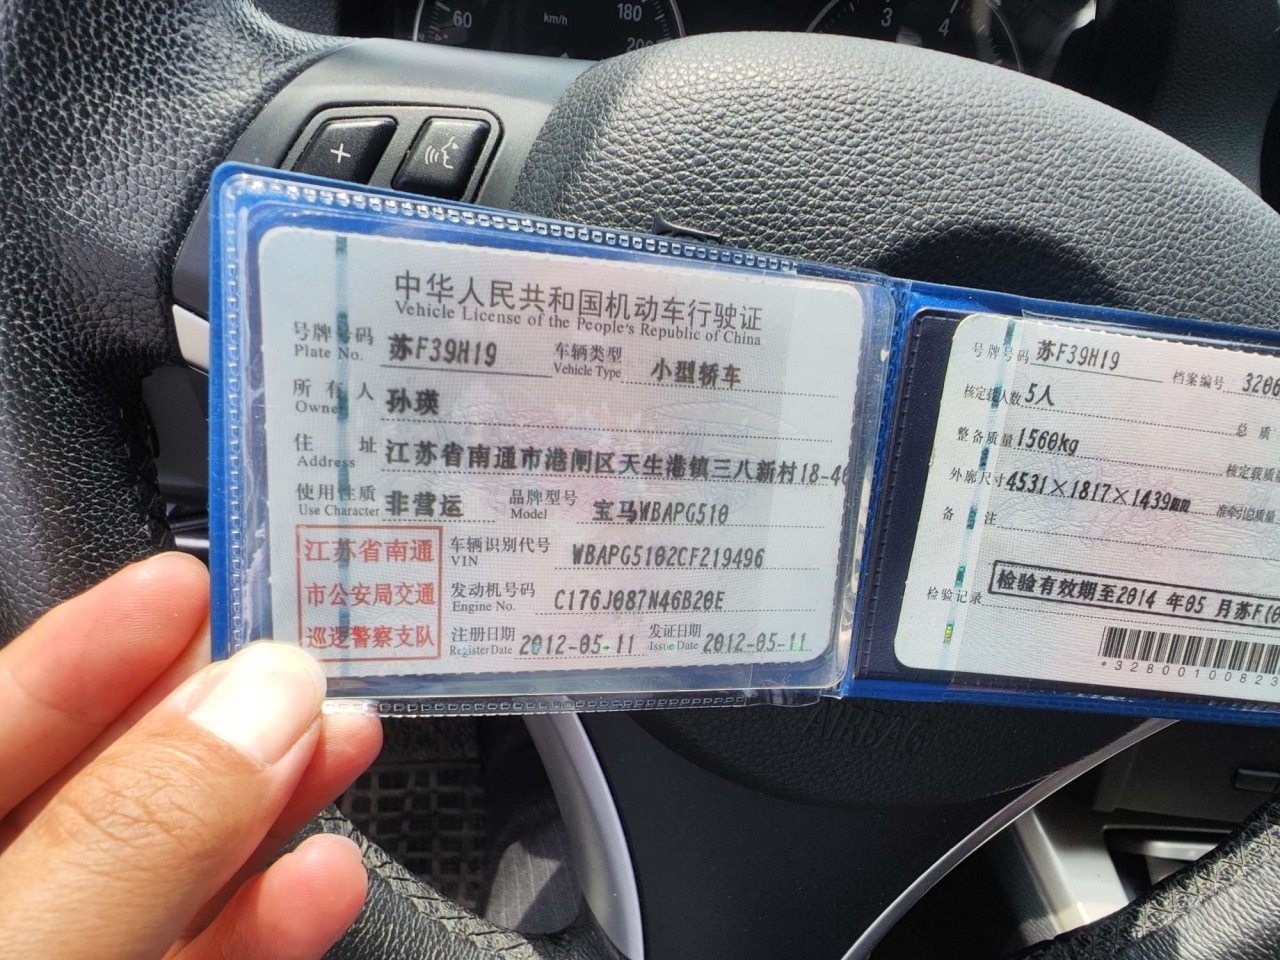 60
km/h
180
200
3
4
+
中华人民共和国机动车行驶证
Vehicle License of the People's Republic of China
号牌号码 苏F39H19 车辆类型 小型轿车
Plate No. Vehicle Type
所有人 孙瑛
Owner
住址 江苏省南通市港闸区天生港镇三八新村18-40
Address
使用性质 非营运 品牌型号 宝马WBAPG510
Use Character Model
江苏省南通
市公安局交通
巡逻警察支队
车辆识别代号 WBAPG5102CF219496
VIN
发动机号码 C176J087N46B20E
Engine No.
注册日期 2012-05-11 发证日期 2012-05-11
Register Date Issue Date
号牌号码 苏F39H19 档案编号 3206
核定载人数 5人 总质
整备质量 1560kg 核定载质
外廓尺寸 4531×1817×1439mm 准牵引总质量
备注
检验记录 检验有效期至2014年05月苏F(
*32800100823
AIRBAG